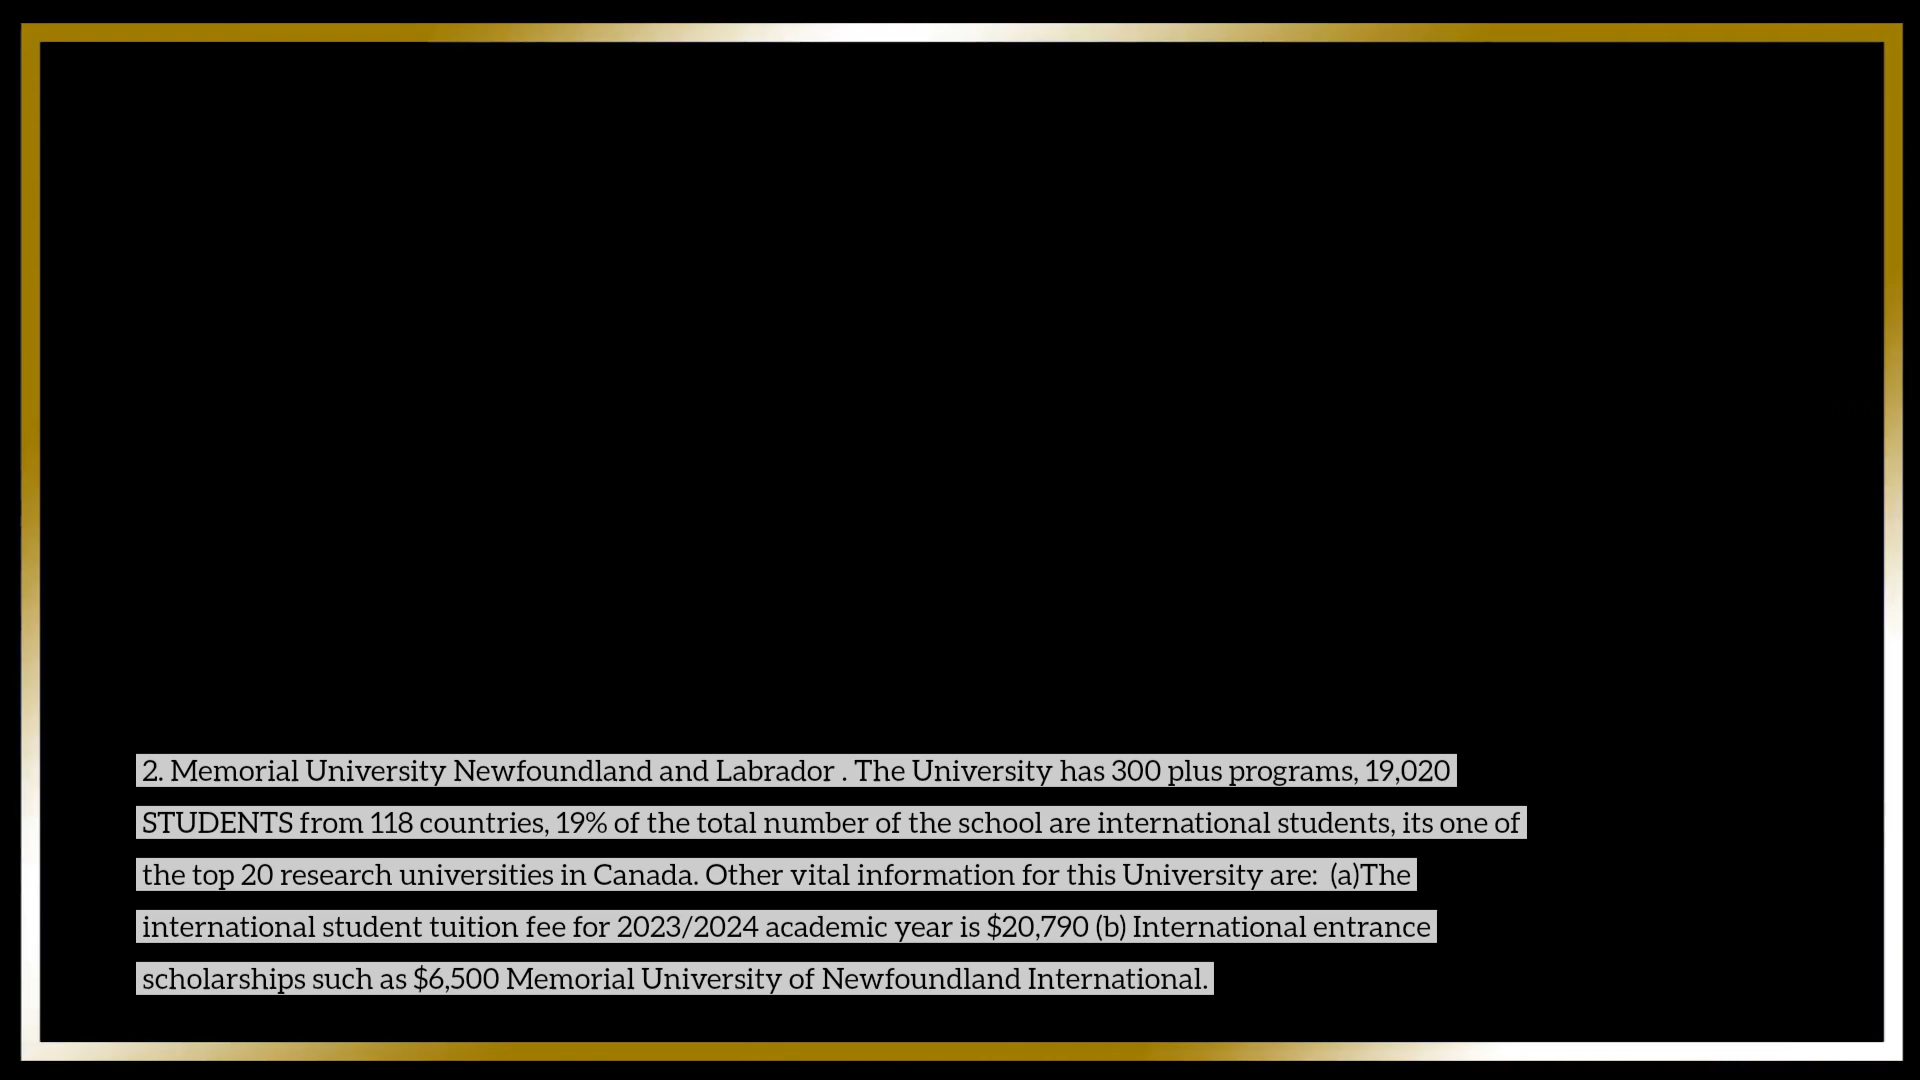 2. Memorial University Newfoundland and Labrador . The University has 300 plus programs, 19,020
STUDENTS from 118 countries, 19% of the total number of the school are international students, its one of
the top 20 research universities in Canada. Other vital information for this University are:  (a)The
international student tuition fee for 2023/2024 academic year is $20,790 (b) International entrance
scholarships such as $6,500 Memorial University of Newfoundland International.